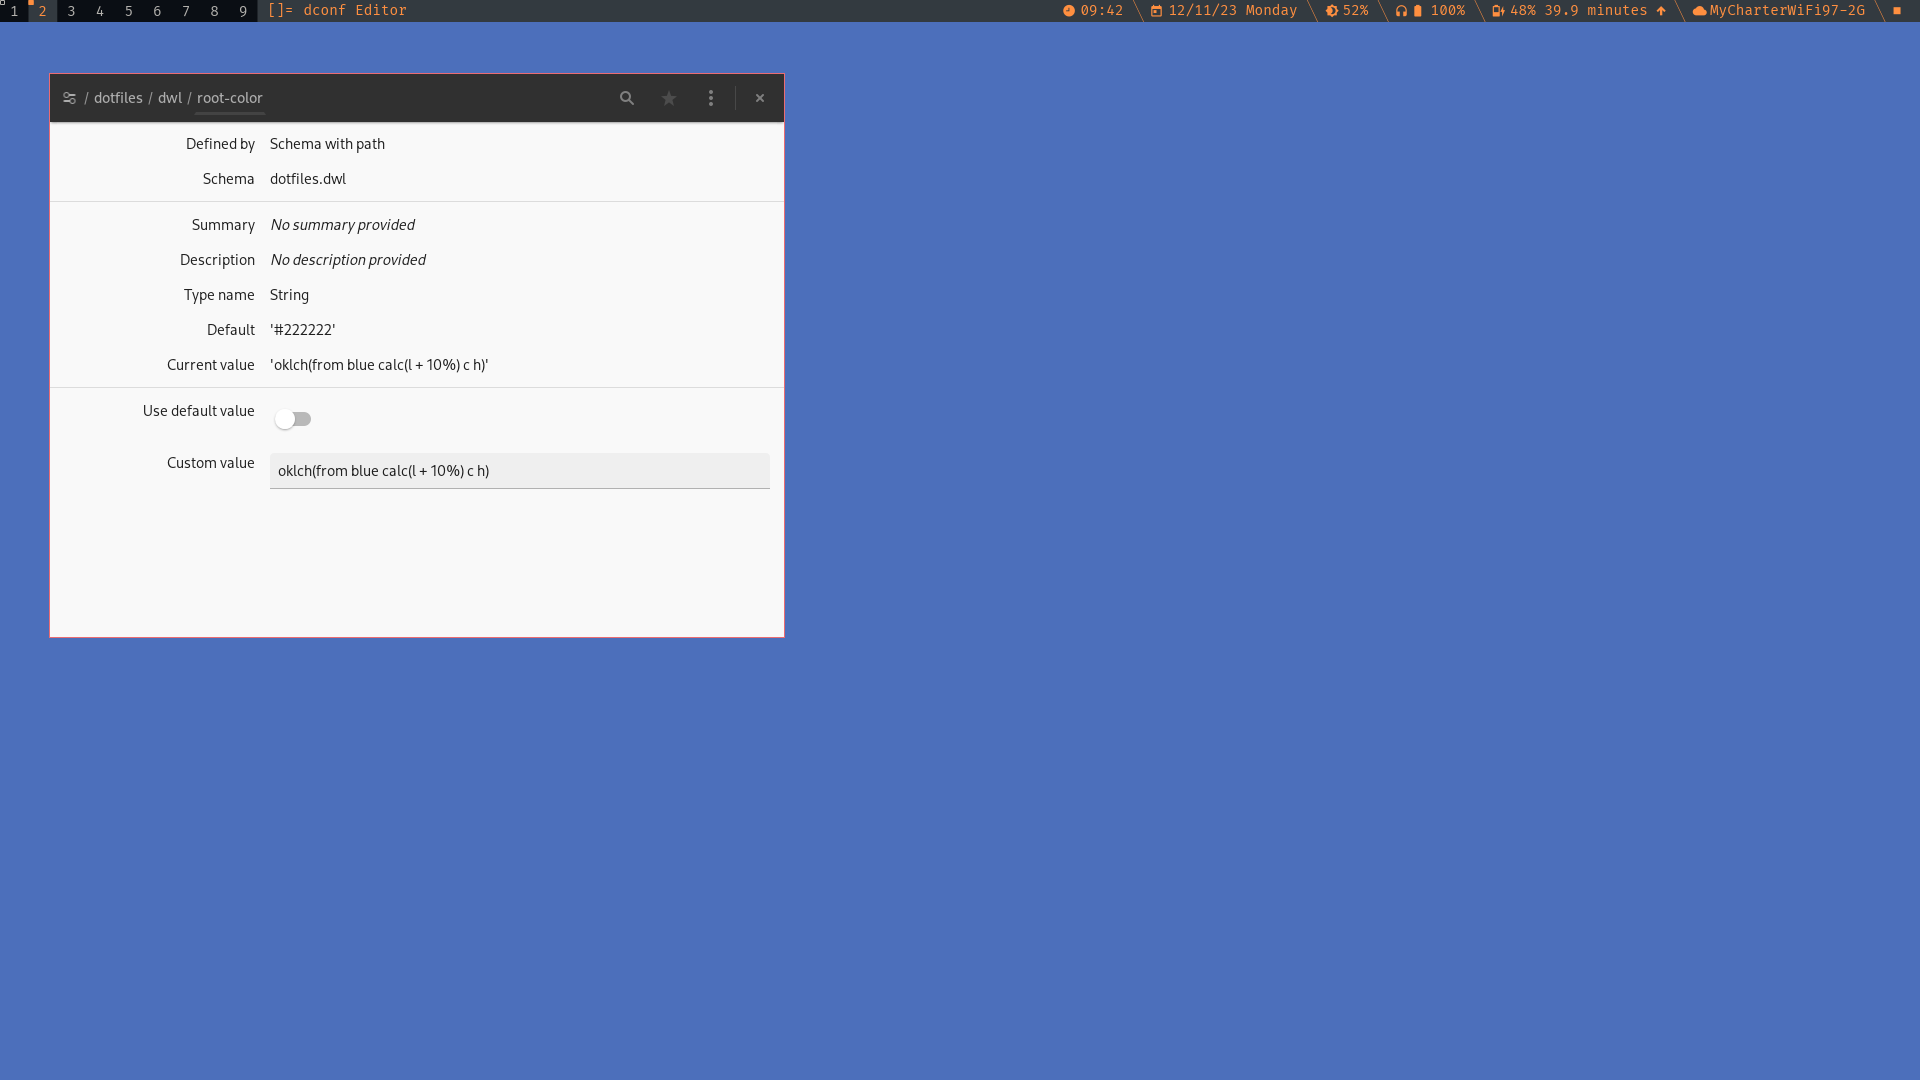 1 2 3 4 5 6 7 8 9 []= dconf Editor 09:42 12/11/23 Monday 52% 100% 48% 39.9 minutes MyCharterWiFi97-2G
/ dotfiles / dwl / root-color
Defined by Schema with path
Schema dotfiles.dwl
Summary No summary provided
Description No description provided
Type name String
Default '#222222'
Current value 'oklch(from blue calc(l + 10%) c h)'
Use default value
Custom value oklch(from blue calc(l + 10%) c h)